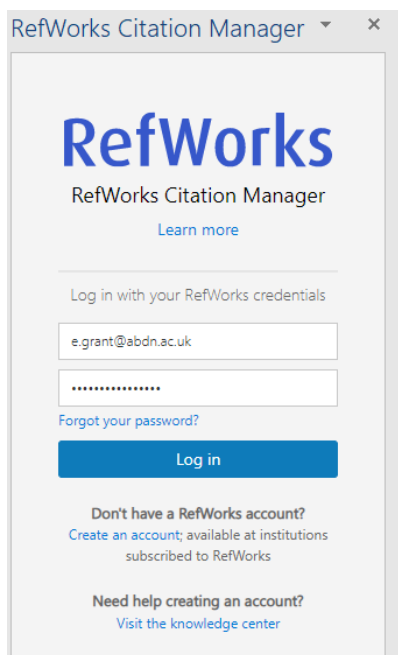 RefWorks Citation Manager
RefWorks
RefWorks Citation Manager
Learn more
Log in with your RefWorks credentials
e.grant@abdn.ac.uk
••••••••••••••••
Forgot your password?
Log in
Don't have a RefWorks account?
Create an account; available at institutions
subscribed to RefWorks
Need help creating an account?
Visit the knowledge center